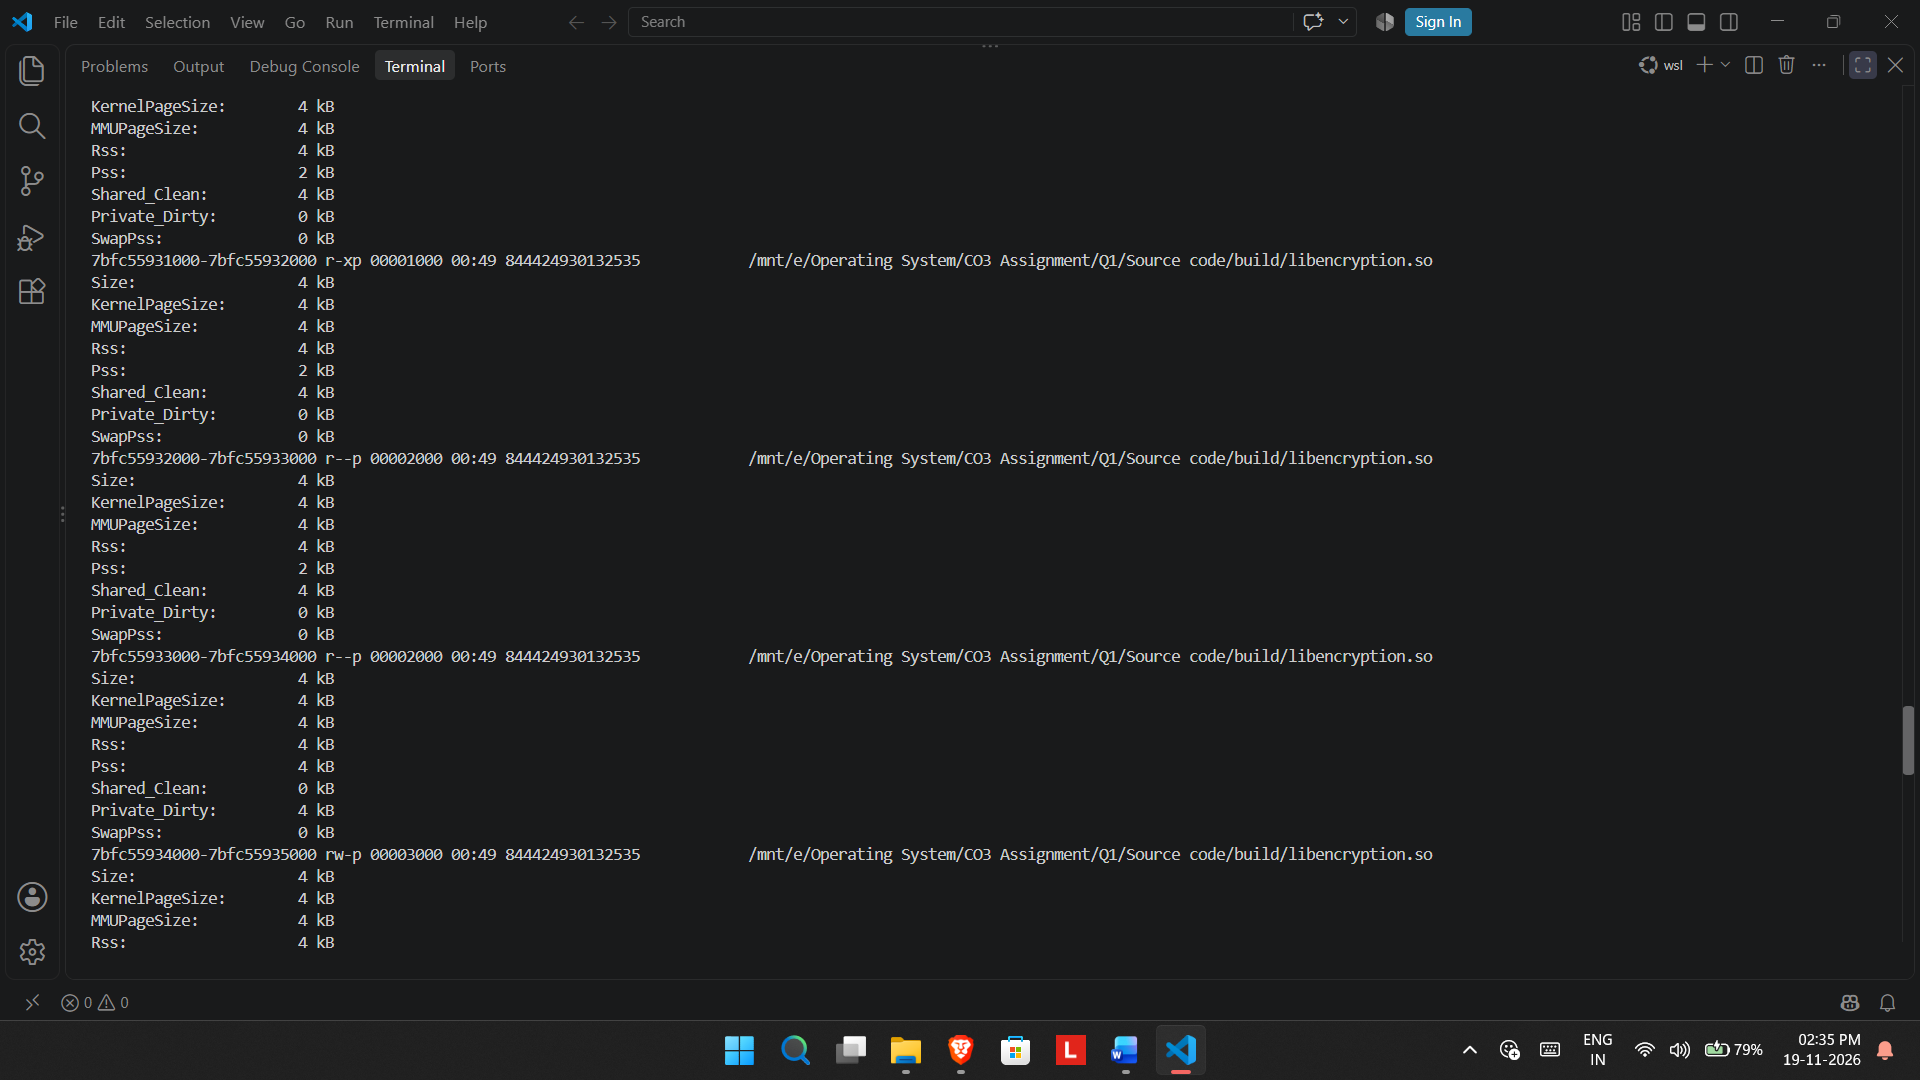 File Edit Selection View Go Run Terminal Help Search Sign In
Problems Output Debug Console Terminal Ports wsl
KernelPageSize: 4 kB
MMUPageSize: 4 kB
Rss: 4 kB
Pss: 2 kB
Shared_Clean: 4 kB
Private_Dirty: 0 kB
SwapPss: 0 kB
7bfc55931000-7bfc55932000 r-xp 00001000 00:49 844424930132535 /mnt/e/Operating System/CO3 Assignment/Q1/Source code/build/libencryption.so
Size: 4 kB
KernelPageSize: 4 kB
MMUPageSize: 4 kB
Rss: 4 kB
Pss: 2 kB
Shared_Clean: 4 kB
Private_Dirty: 0 kB
SwapPss: 0 kB
7bfc55932000-7bfc55933000 r--p 00002000 00:49 844424930132535 /mnt/e/Operating System/CO3 Assignment/Q1/Source code/build/libencryption.so
Size: 4 kB
KernelPageSize: 4 kB
MMUPageSize: 4 kB
Rss: 4 kB
Pss: 2 kB
Shared_Clean: 4 kB
Private_Dirty: 0 kB
SwapPss: 0 kB
7bfc55933000-7bfc55934000 r--p 00002000 00:49 844424930132535 /mnt/e/Operating System/CO3 Assignment/Q1/Source code/build/libencryption.so
Size: 4 kB
KernelPageSize: 4 kB
MMUPageSize: 4 kB
Rss: 4 kB
Pss: 4 kB
Shared_Clean: 0 kB
Private_Dirty: 4 kB
SwapPss: 0 kB
7bfc55934000-7bfc55935000 rw-p 00003000 00:49 844424930132535 /mnt/e/Operating System/CO3 Assignment/Q1/Source code/build/libencryption.so
Size: 4 kB
KernelPageSize: 4 kB
MMUPageSize: 4 kB
Rss: 4 kB
0 0
L W ENG 79% 02:35 PM
IN 19-11-2026